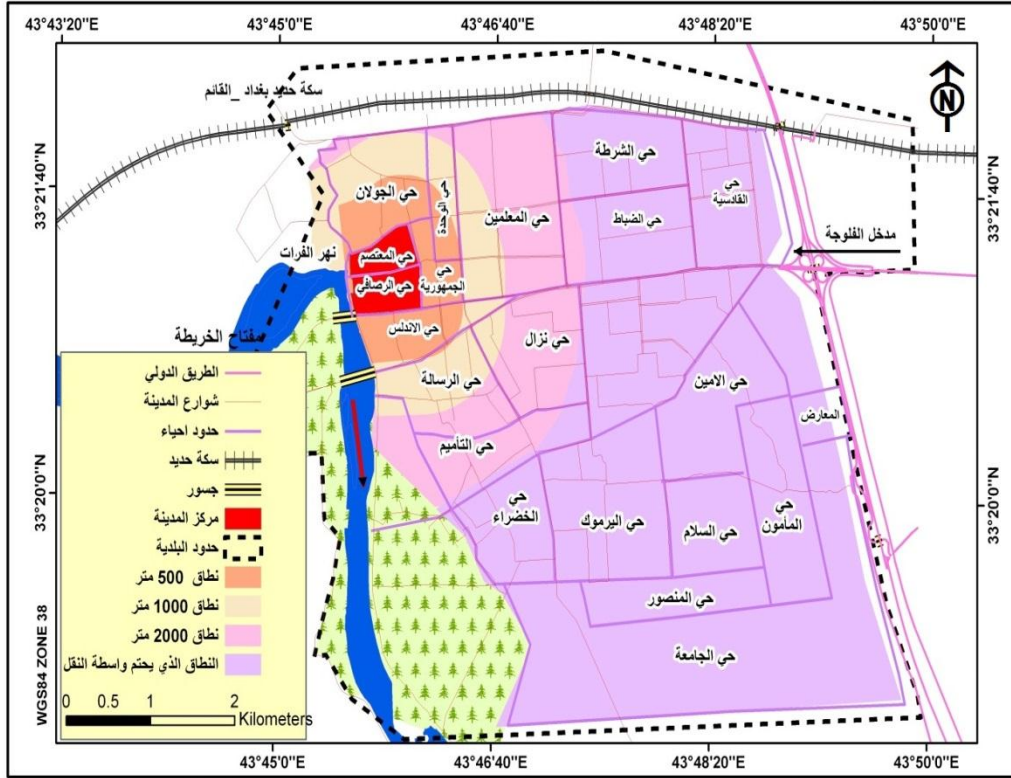 43°43'20"E
43°45'0"E
43°46'40"E
43°48'20"E
43°50'0"E
N
سكة حديد بغداد _القائم
33°21'40"N
33°21'40"N
حي الشرطة
حي القادسية
حي الجولان
حي الوحدة
حي المعلمين
حي الضباط
مدخل الفلوجة
نهر الفرات
حي المعتصم
حي الجمهورية
حي الرصافي
حي الاندلس
حي نزال
حي الرسالة
حي الامين
المعارض
حي التأميم
33°20'0"N
33°20'0"N
حي الخضراء
حي اليرموك
حي السلام
حي المأمون
حي المنصور
حي الجامعة
مفتاح الخريطة
الطريق الدولي
شوارع المدينة
حدود احياء
سكة حديد
جسور
مركز المدينة
حدود البلدية
نطاق 500 متر
نطاق 1000 متر
نطاق 2000 متر
النطاق الذي يحتم واسطة النقل
0 0.5 1 2
Kilometers
WGS84 ZONE 38
43°45'0"E
43°46'40"E
43°48'20"E
43°50'0"E